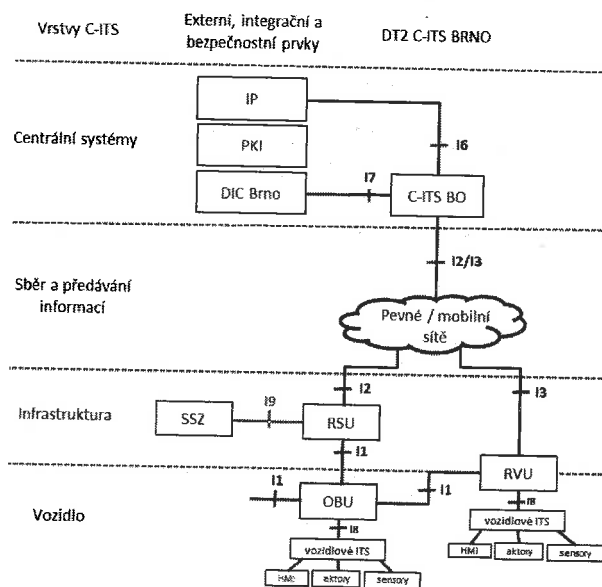 Vrstvy C-ITS
Externí, integrační a
bezpečnostní prvky
DT2 C-ITS BRNO
IP
Centrální systémy
PKI
I6
I7
DIC Brno
C-ITS BO
I2/I3
Sběr a předávání
informací
Pevné / mobilní
sítě
I2
I3
I9
Infrastruktura
SSZ
RSU
I1
RVU
I1
I1
OBU
I8
Vozidlo
I8
vozidlové ITS
HMI
aktory
sensory
vozidlové ITS
HMI
aktory
sensory